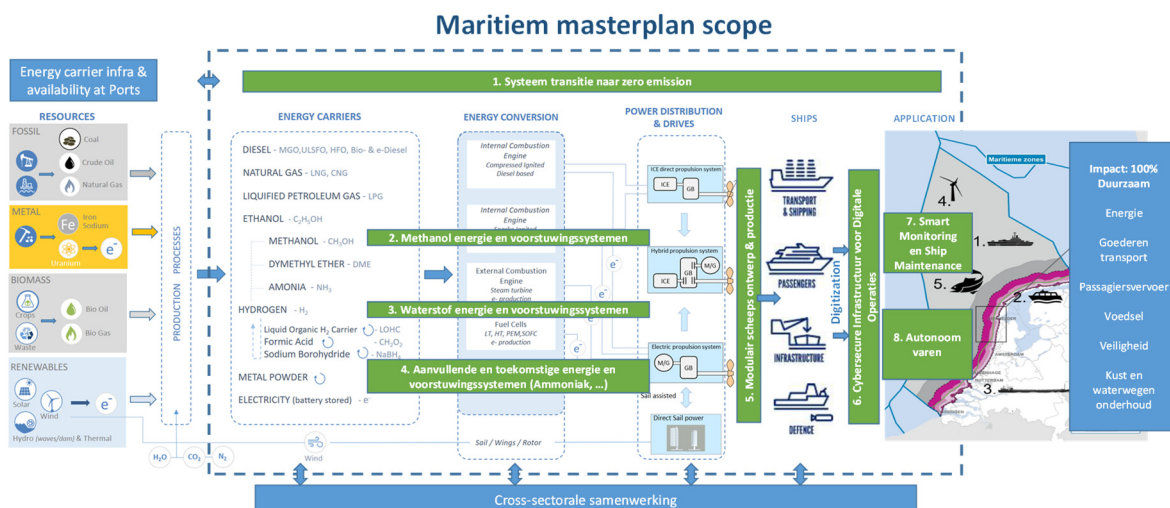 Maritiem masterplan scope
Energy carrier infra &
availability at Ports
1. Systeem transitie naar zero emission
RESOURCES
FOSSIL
Coal
Crude Oil
Natural Gas
METAL
Fe
Iron
Sodium
Uranium
e⁻
BIOMASS
Crops
Waste
Bio Oil
Bio Gas
RENEWABLES
Solar
Wind
e⁻
Hydro (waves/dam) & Thermal
PRODUCTION PROCESSES
H₂O
CO₂
N₂
ENERGY CARRIERS
DIESEL - MGO,ULSFO, HFO, Bio- & e-Diesel
NATURAL GAS - LNG, CNG
LIQUIFIED PETROLEUM GAS - LPG
ETHANOL - C₂H₅OH
METHANOL - CH₃OH
DYMETHYL ETHER - DME
AMONIA - NH₃
HYDROGEN - H₂
Liquid Organic H₂ Carrier - LOHC
Formic Acid - CH₂O₂
Sodium Borohydride - NaBH₄
METAL POWDER
ELECTRICITY (battery stored) - e⁻
Wind
ENERGY CONVERSION
Internal Combustion
Engine
Compressed Ignited
Diesel based
Internal Combustion
Engine
2. Methanol energie en voorstuwingssystemen
External Combustion
Engine
Steam turbine
e- production
3. Waterstof energie en voorstuwingssystemen
Fuel Cells
LT, HT, PEM,SOFC
e- production
4. Aanvullende en toekomstige energie en
voorstuwingssystemen (Ammoniak, ...)
Sail / Wings / Rotor
e⁻
e⁻
e⁻
POWER DISTRIBUTION
& DRIVES
ICE direct propulsion system
ICE
GB
Hybrid propulsion system
M/G
GB
ICE
Electric propulsion system
M/G
GB
Sail assisted
Direct Sail power
5. Modulair scheeps ontwerp & productie
SHIPS
TRANSPORT
& SHIPPING
PASSENGERS
INFRASTRUCTURE
DEFENCE
Digitization
6. Cybersecure Infrastructuur voor Digitale
Operaties
APPLICATION
Maritieme zones
4.
7. Smart
Monitoring
en Ship
Maintenance
1.
5.
2.
8. Autonoom
varen
3.
Impact: 100%
Duurzaam
Energie
Goederen
transport
Passagiersvervoer
Voedsel
Veiligheid
Kust en
waterwegen
onderhoud
Cross-sectorale samenwerking